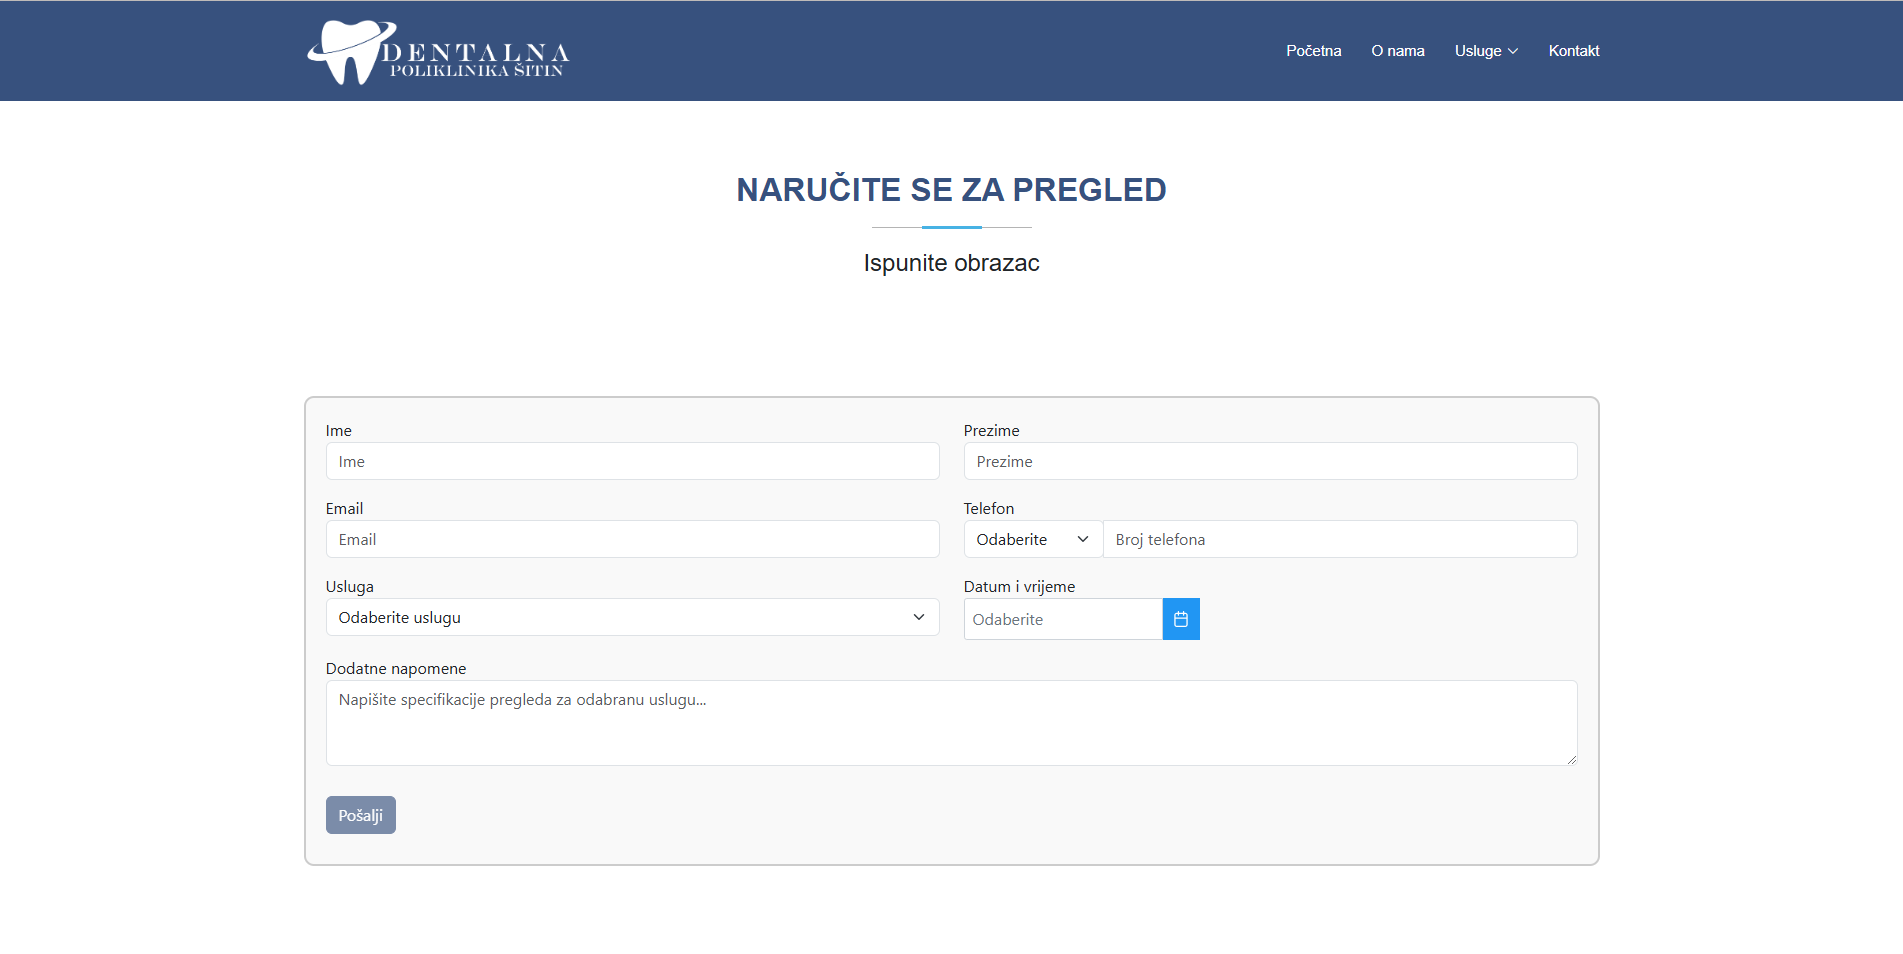 DENTALNA
POLIKLINIKA ŠITIN
Početna
O nama
Usluge
Kontakt
NARUČITE SE ZA PREGLED
Ispunite obrazac
Ime
Prezime
Ime
Prezime
Email
Telefon
Email
Odaberite
Broj telefona
Usluga
Datum i vrijeme
Odaberite uslugu
Odaberite
Dodatne napomene
Napišite specifikacije pregleda za odabranu uslugu...
Pošalji